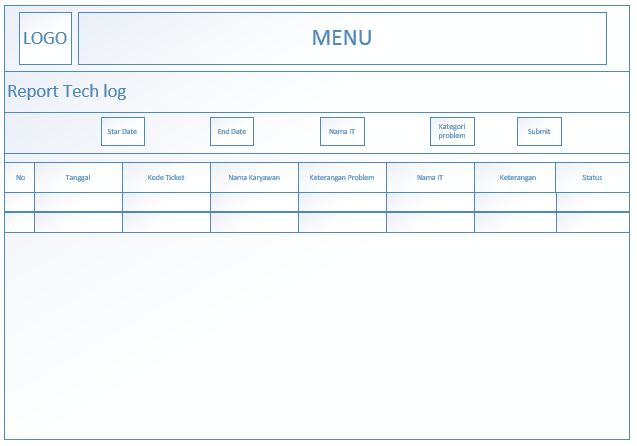 LOGO
MENU
Report Tech log
Star Date
End Date
Nama IT
Kategori
problem
Submit
No
Tanggal
Kode Ticket
Nama Karyawan
Keterangan Problem
Nama IT
Keterangan
Status